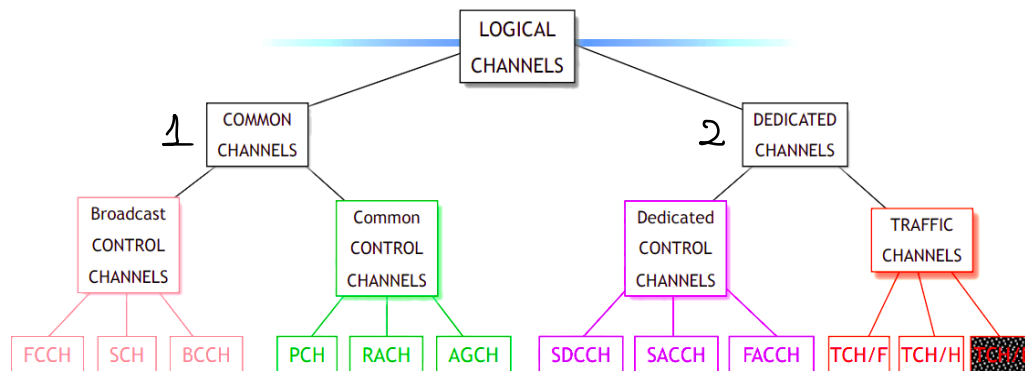 LOGICAL
CHANNELS
1
COMMON
CHANNELS
2
DEDICATED
CHANNELS
Broadcast
CONTROL
CHANNELS
Common
CONTROL
CHANNELS
Dedicated
CONTROL
CHANNELS
TRAFFIC
CHANNELS
FCCH
SCH
BCCH
PCH
RACH
AGCH
SDCCH
SACCH
FACCH
TCH/F
TCH/H